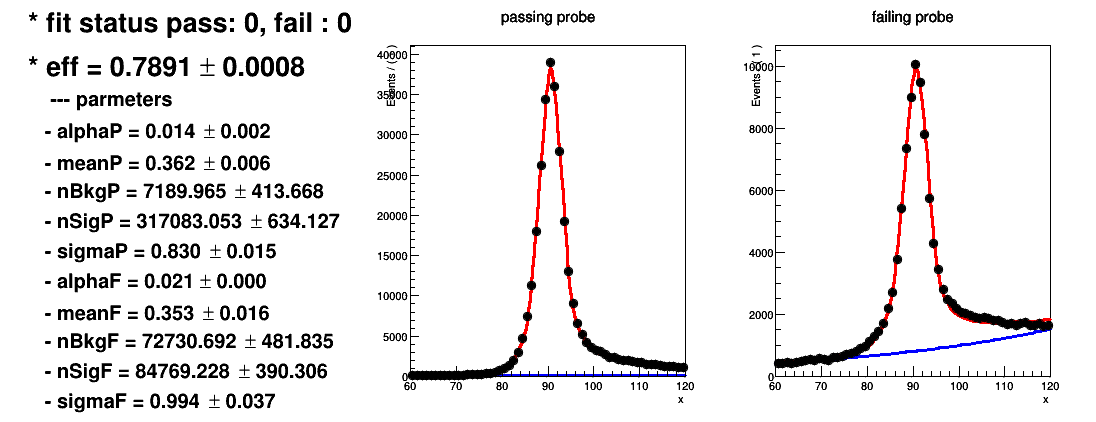 * fit status pass: 0, fail : 0
* eff = 0.7891 ± 0.0008
--- parmeters
- alphaP = 0.014 ± 0.002
- meanP = 0.362 ± 0.006
- nBkgP = 7189.965 ± 413.668
- nSigP = 317083.053 ± 634.127
- sigmaP = 0.830 ± 0.015
- alphaF = 0.021 ± 0.000
- meanF = 0.353 ± 0.016
- nBkgF = 72730.692 ± 481.835
- nSigF = 84769.228 ± 390.306
- sigmaF = 0.994 ± 0.037
passing probe
Events / ( 1 )
40000
35000
30000
25000
20000
15000
10000
5000
0
60 70 80 90 100 110 120
x
failing probe
Events / ( 1 )
10000
8000
6000
4000
2000
0
60 70 80 90 100 110 120
x